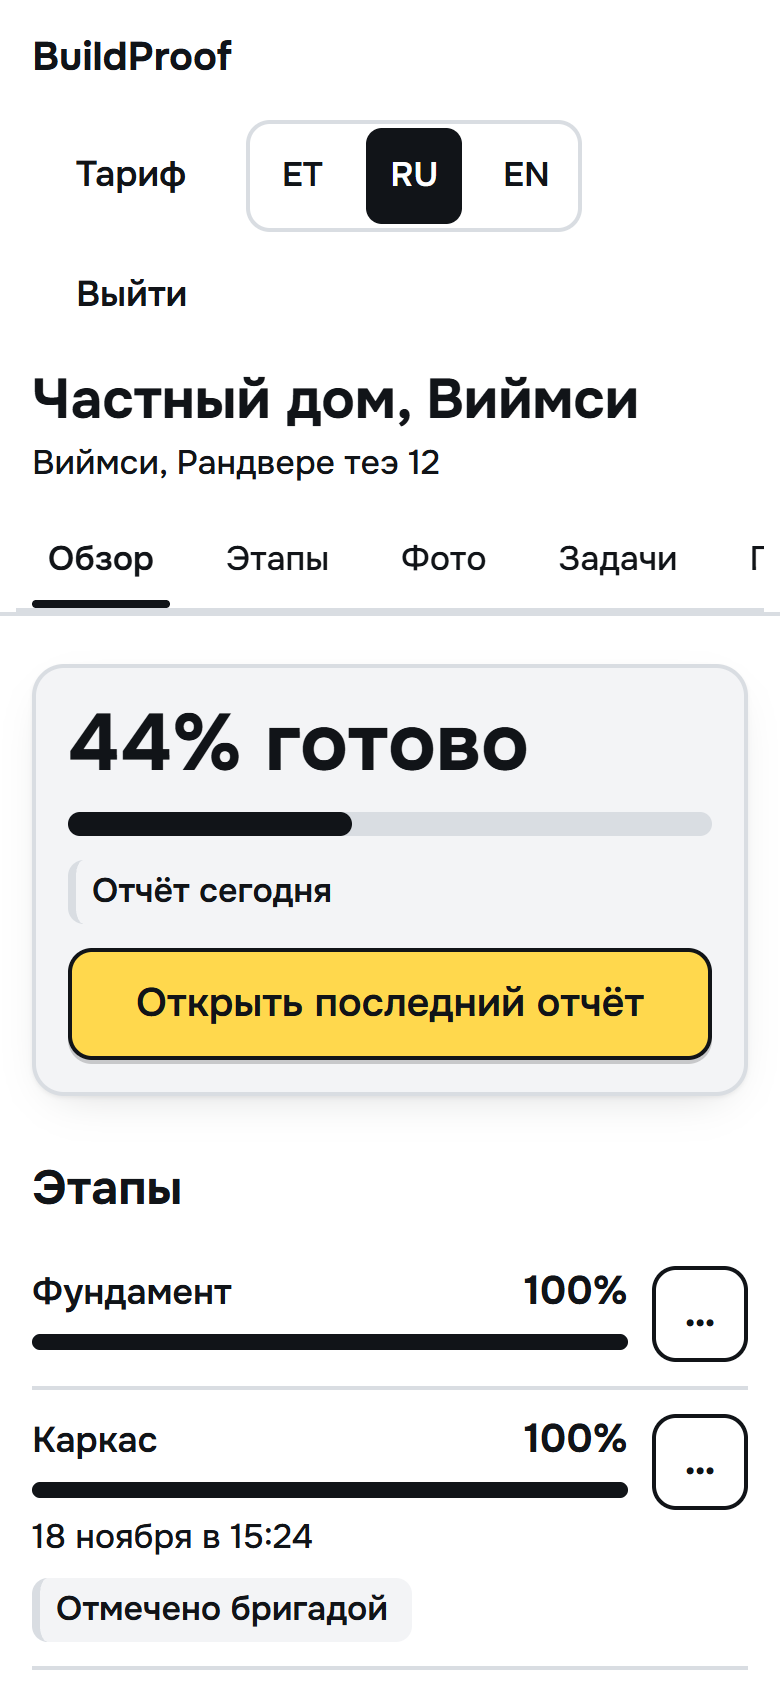 BuildProof
Тариф
ET RU EN
Выйти
Частный дом, Виймси
Виймси, Рандвере теэ 12
Обзор Этапы Фото Задачи
44% готово
Отчёт сегодня
Открыть последний отчёт
Этапы
Фундамент 100% ...
Каркас 100% ...
18 ноября в 15:24
Отмечено бригадой